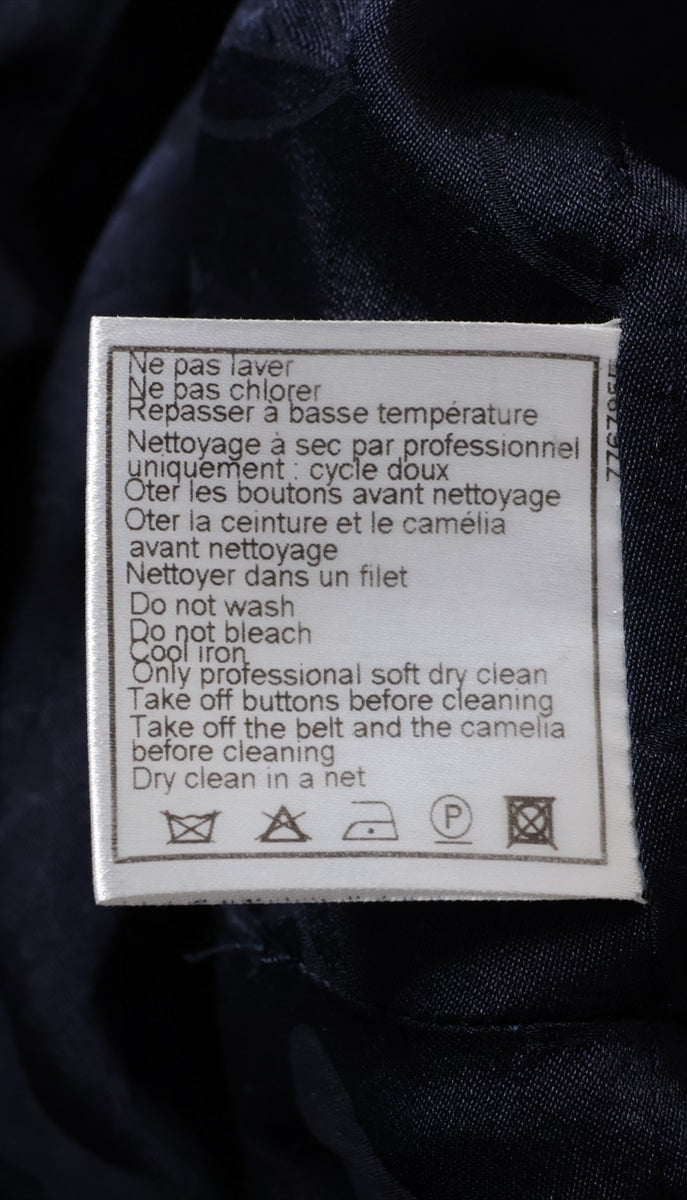 Ne pas laver
Ne pas chlorer
Repasser à basse température
Nettoyage à sec par professionnel
uniquement : cycle doux
Oter les boutons avant nettoyage
Oter la ceinture et le camélia
avant nettoyage
Nettoyer dans un filet
Do not wash
Do not bleach
Cool iron
Only professional soft dry clean
Take off buttons before cleaning
Take off the belt and the camelia
before cleaning
Dry clean in a net
P